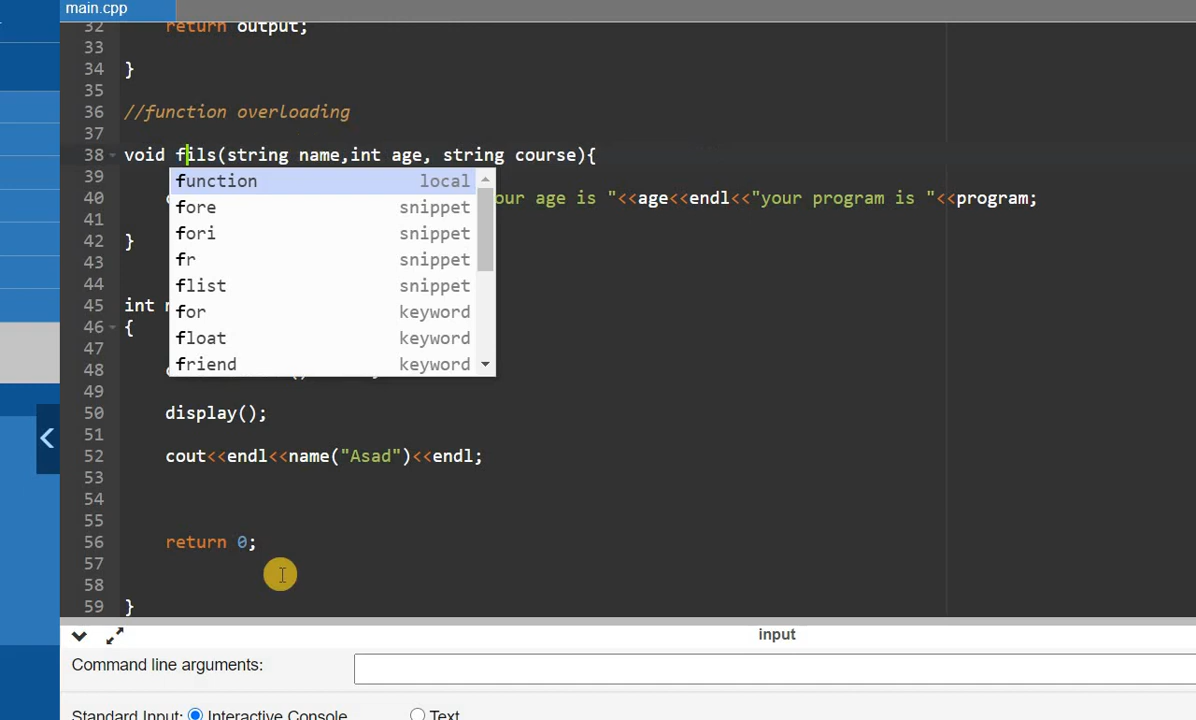 main.cpp
32 return output;
33
34 }
35
36 //function overloading
37
38 void fils(string name,int age, string course){
39
function local
40 our age is "<<age<<endl<<"your program is "<<program;
fore snippet
41
fori snippet
42 }
fr snippet
43
flist snippet
44
45 int
for keyword
46 {
float keyword
47
48
friend keyword
49
50 display();
51
52 cout<<endl<<name("Asad")<<endl;
53
54
55
56 return 0;
57
58
59 }
input
Command line arguments:
Standard Input: Interactive Console Text